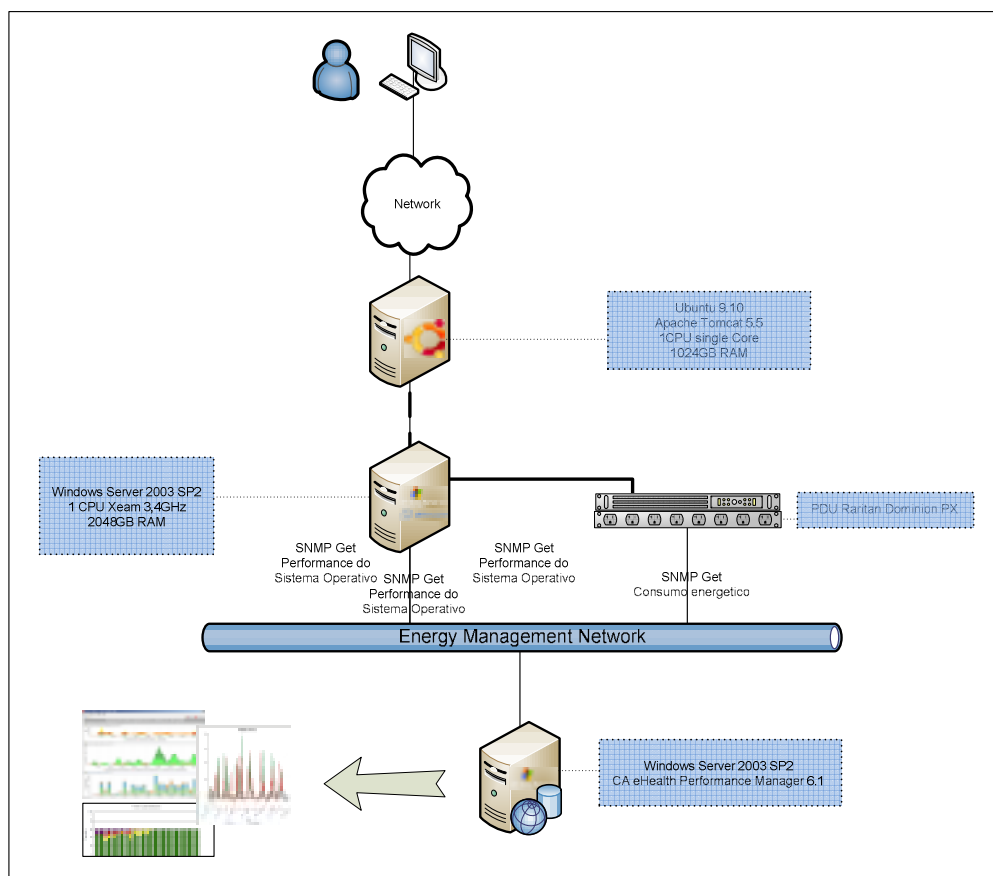 Network
Ubuntu 9.10
Apache Tomcat 5.5
1CPU single Core
1024GB RAM
Windows Server 2003 SP2
1 CPU Xeam 3,4GHz
2048GB RAM
PDU Raritan Dominion PX
SNMP Get
Performance do
Sistema Operativo
SNMP Get
Performance do
Sistema Operativo
SNMP Get
Performance do
Sistema Operativo
SNMP Get
Consumo energetico
Energy Management Network
Windows Server 2003 SP2
CA eHealth Performance Manager 6.1